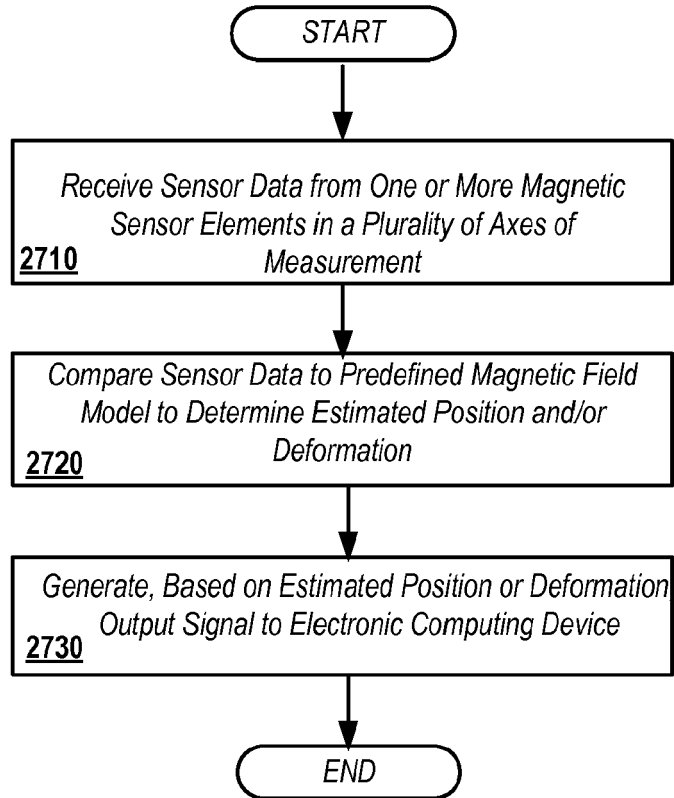 START
Receive Sensor Data from One or More Magnetic
Sensor Elements in a Plurality of Axes of
Measurement
2710
Compare Sensor Data to Predefined Magnetic Field
Model to Determine Estimated Position and/or
Deformation
2720
Generate, Based on Estimated Position or Deformation,
Output Signal to Electronic Computing Device
2730
END